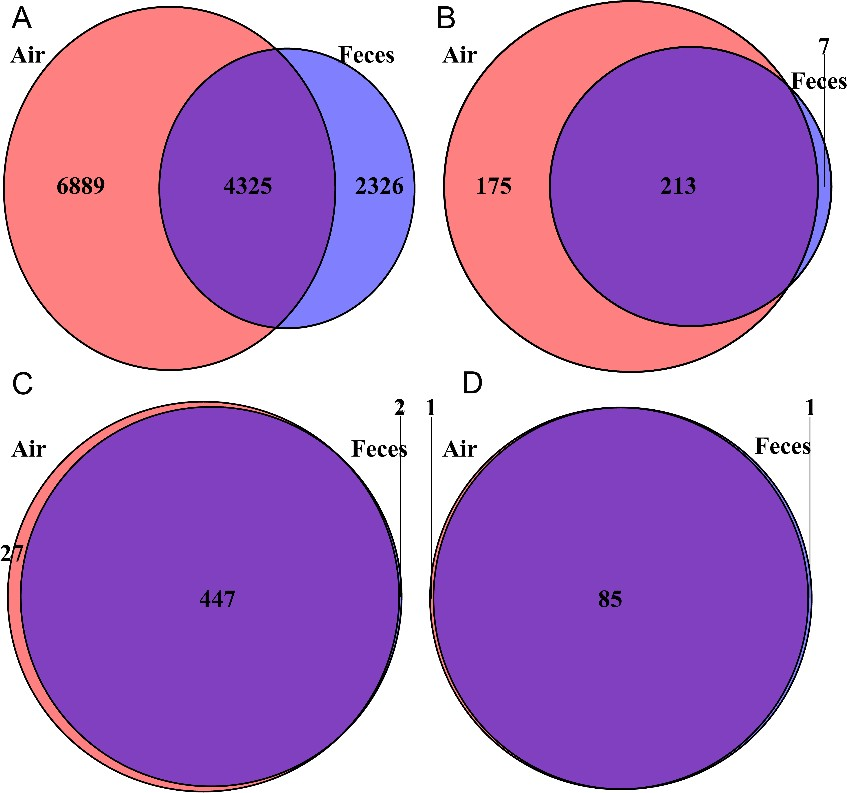 A
Air
Feces
6889
4325
2326
B
Air
7
Feces
175
213
C
Air
2
Feces
27
447
D
1
Air
1
Feces
85